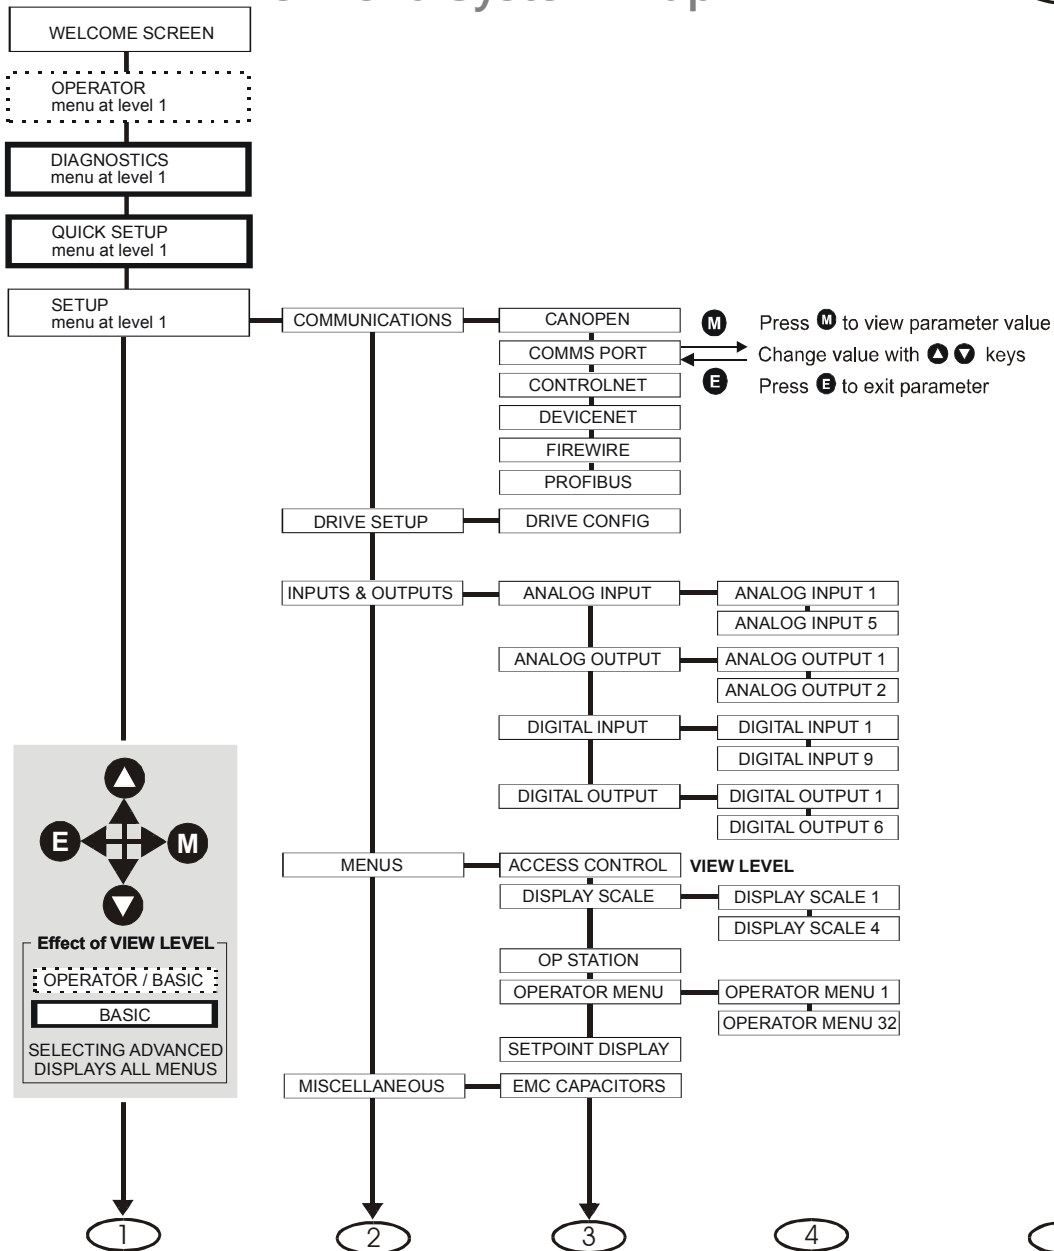 WELCOME SCREEN
OPERATOR
menu at level 1
DIAGNOSTICS
menu at level 1
QUICK SETUP
menu at level 1
SETUP
menu at level 1
COMMUNICATIONS
CANOPEN
COMMS PORT
CONTROLNET
DEVICENET
FIREWIRE
PROFIBUS
M Press M to view parameter value
Change value with keys
E Press E to exit parameter
DRIVE SETUP
DRIVE CONFIG
INPUTS & OUTPUTS
ANALOG INPUT
ANALOG INPUT 1
ANALOG INPUT 5
ANALOG OUTPUT
ANALOG OUTPUT 1
ANALOG OUTPUT 2
DIGITAL INPUT
DIGITAL INPUT 1
DIGITAL INPUT 9
DIGITAL OUTPUT
DIGITAL OUTPUT 1
DIGITAL OUTPUT 6
MENUS
ACCESS CONTROL
VIEW LEVEL
DISPLAY SCALE
DISPLAY SCALE 1
DISPLAY SCALE 4
OP STATION
OPERATOR MENU
OPERATOR MENU 1
OPERATOR MENU 32
SETPOINT DISPLAY
MISCELLANEOUS
EMC CAPACITORS
E M
Effect of VIEW LEVEL
OPERATOR / BASIC
BASIC
SELECTING ADVANCED
DISPLAYS ALL MENUS
1 2 3 4